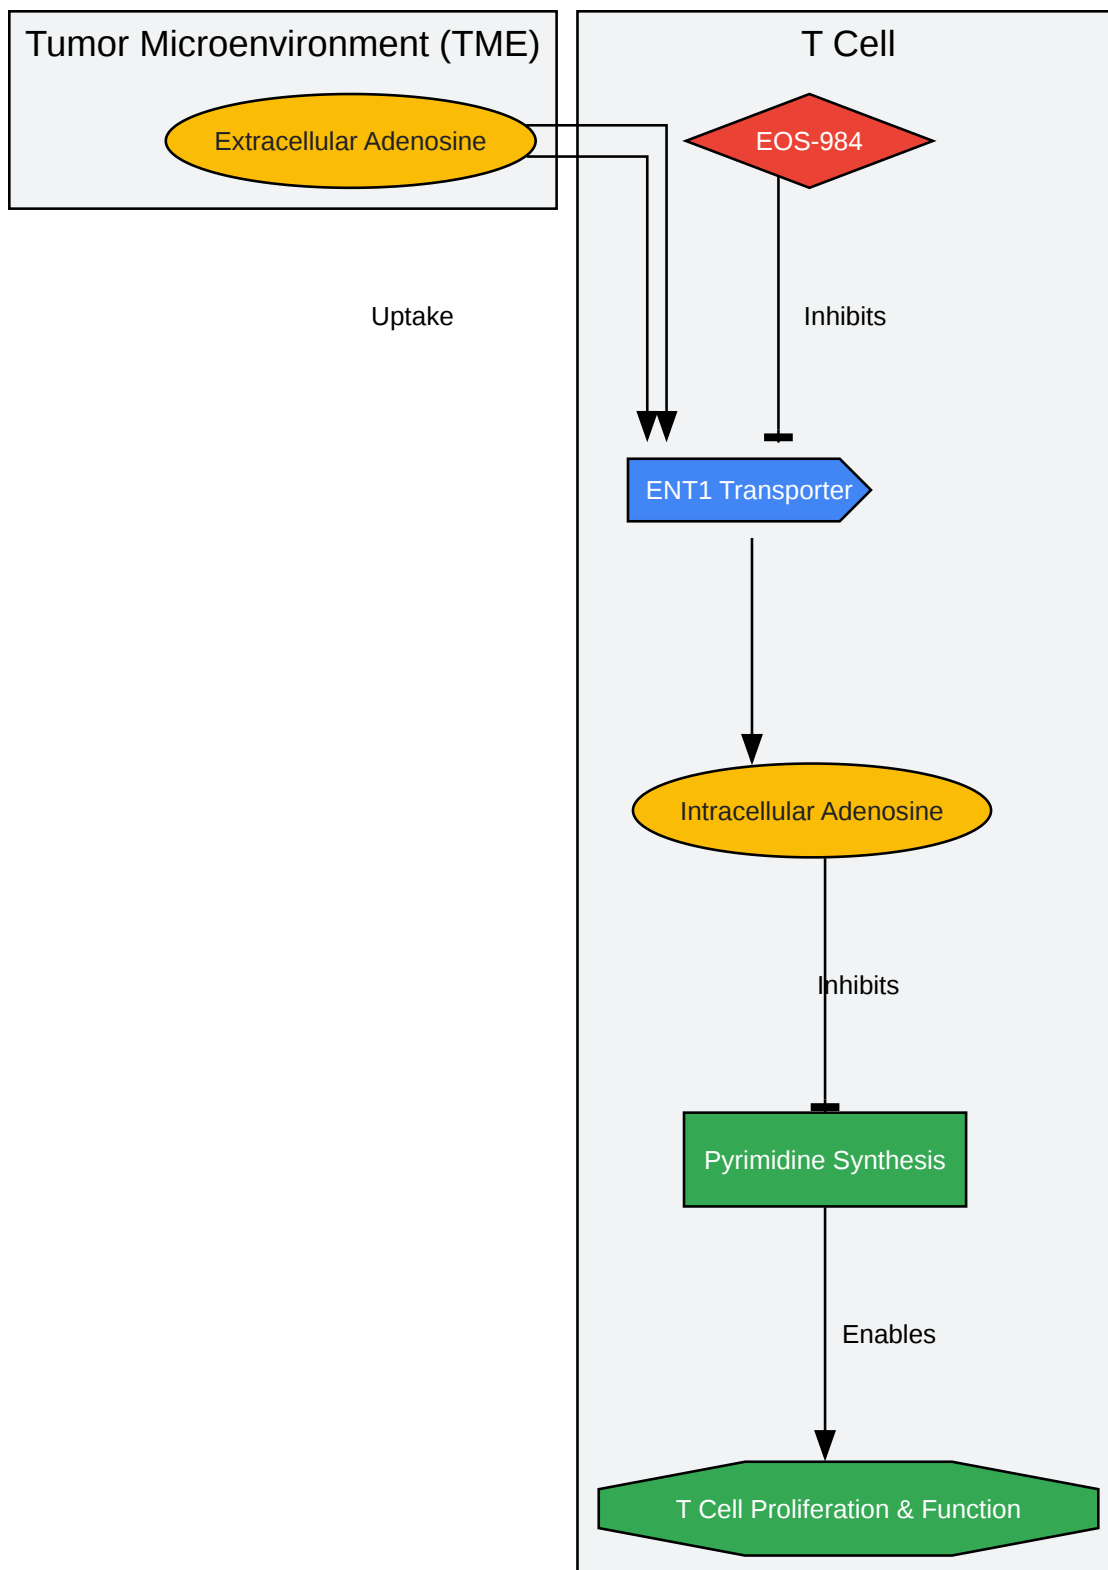 Tumor Microenvironment (TME)
T Cell
Extracellular Adenosine
EOS-984
Uptake
Inhibits
ENT1 Transporter
Intracellular Adenosine
Inhibits
Pyrimidine Synthesis
Enables
T Cell Proliferation & Function